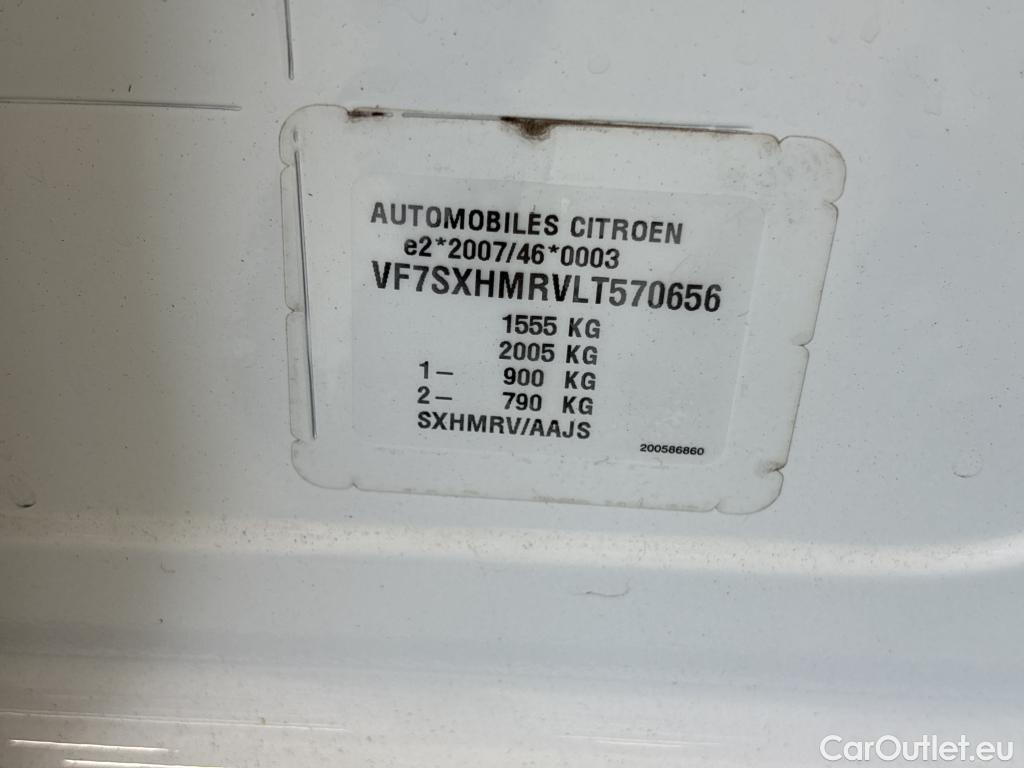 AUTOMOBILES CITROEN
e2*2007/46*0003
VF7SXHMRVLT570656
1555 KG
2005 KG
1- 900 KG
2- 790 KG
SXHMRV/AAJS
200586860
CarOutlet.eu